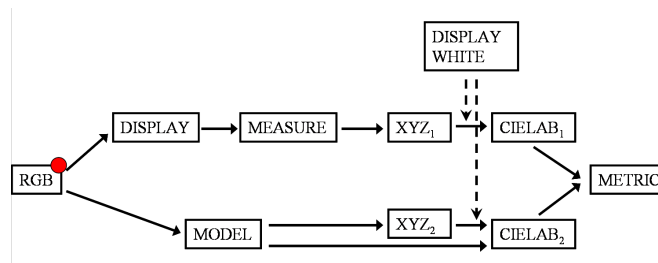 DISPLAY
WHITE
DISPLAY
MEASURE
XYZ₁
CIELAB₁
RGB
METRIC
MODEL
XYZ₂
CIELAB₂